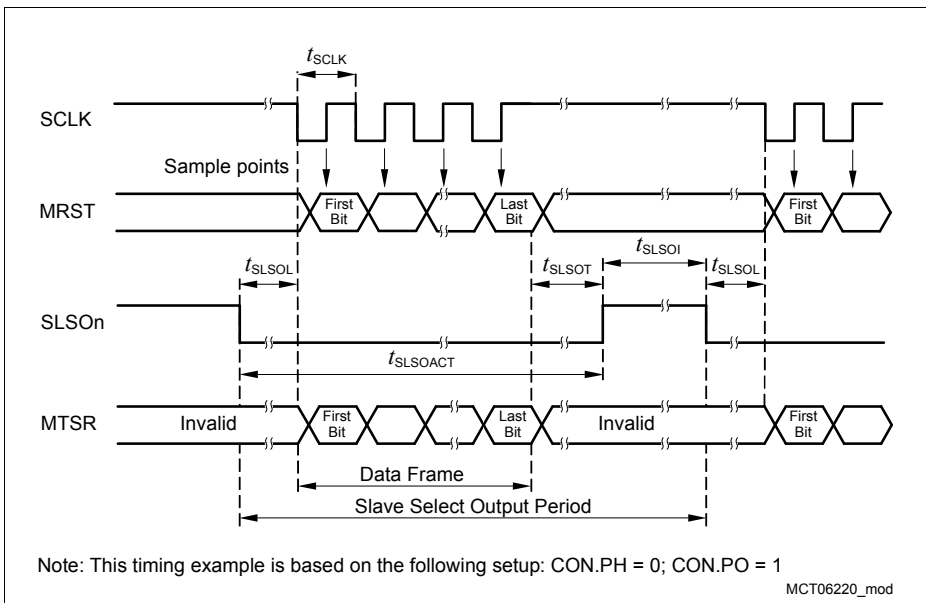 tSCLK
SCLK
Sample points
MRST
First Bit
Last Bit
First Bit
tSLSOL
tSLSOT
tSLSOI
tSLSOL
SLSOn
tSLSOACT
MTSR
Invalid
First Bit
Last Bit
Invalid
First Bit
Data Frame
Slave Select Output Period
Note: This timing example is based on the following setup: CON.PH = 0; CON.PO = 1
MCT06220_mod